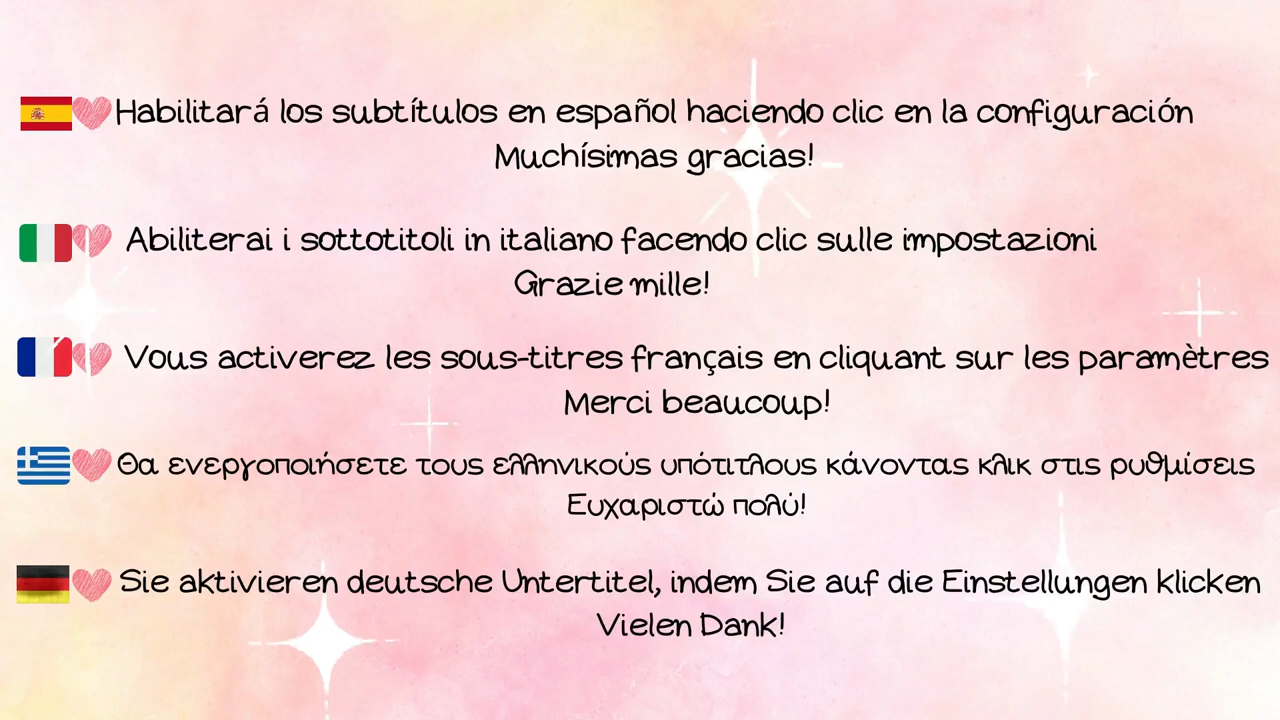 Habilitará los subtítulos en español haciendo clic en la configuración
Muchísimas gracias!
Abiliterai i sottotitoli in italiano facendo clic sulle impostazioni
Grazie mille!
Vous activerez les sous-titres français en cliquant sur les paramètres
Merci beaucoup!
Θα ενεργοποιήσετε τους ελληνικούς υπότιτλους κάνοντας κλικ στις ρυθμίσεις
Ευχαριστώ πολύ!
Sie aktivieren deutsche Untertitel, indem Sie auf die Einstellungen klicken
Vielen Dank!